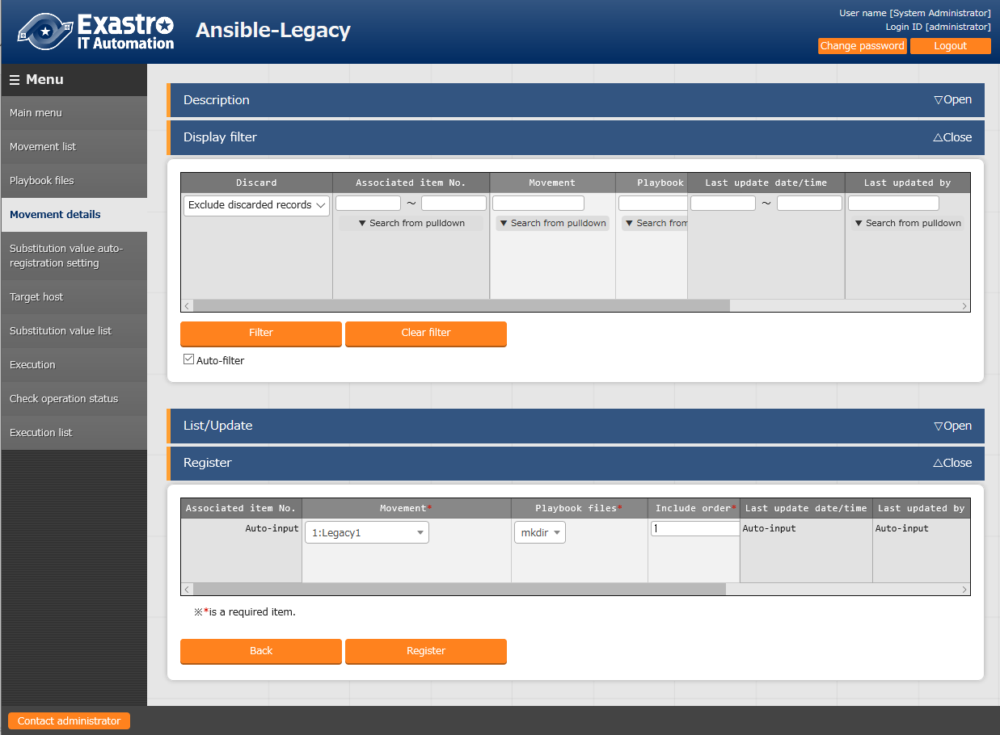 Exastro
IT Automation
Ansible-Legacy
User name [System Administrator]
Login ID [administrator]
Change password
Logout
☰ Menu
Main menu
Movement list
Playbook files
Movement details
Substitution value auto-
registration setting
Target host
Substitution value list
Execution
Check operation status
Execution list
Contact administrator
Description
▽Open
Display filter
△Close
Discard
Associated item No.
Movement
Playbook
Last update date/time
Last updated by
Exclude discarded records
～
～
▼ Search from pulldown
▼ Search from pulldown
▼ Search from
▼ Search from pulldown
Filter
Clear filter
Auto-filter
List/Update
▽Open
Register
△Close
Associated item No.
Movement*
Playbook files*
Include order*
Last update date/time
Last updated by
Auto-input
1:Legacy1
mkdir
1
Auto-input
Auto-input
※*is a required item.
Back
Register